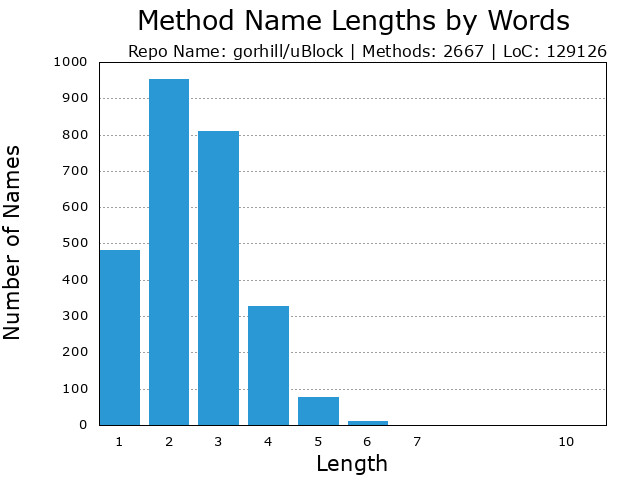 Method Name Lengths by Words
Repo Name: gorhill/uBlock | Methods: 2667 | LoC: 129126
Number of Names
1000
900
800
700
600
500
400
300
200
100
0
1 2 3 4 5 6 7 10
Length